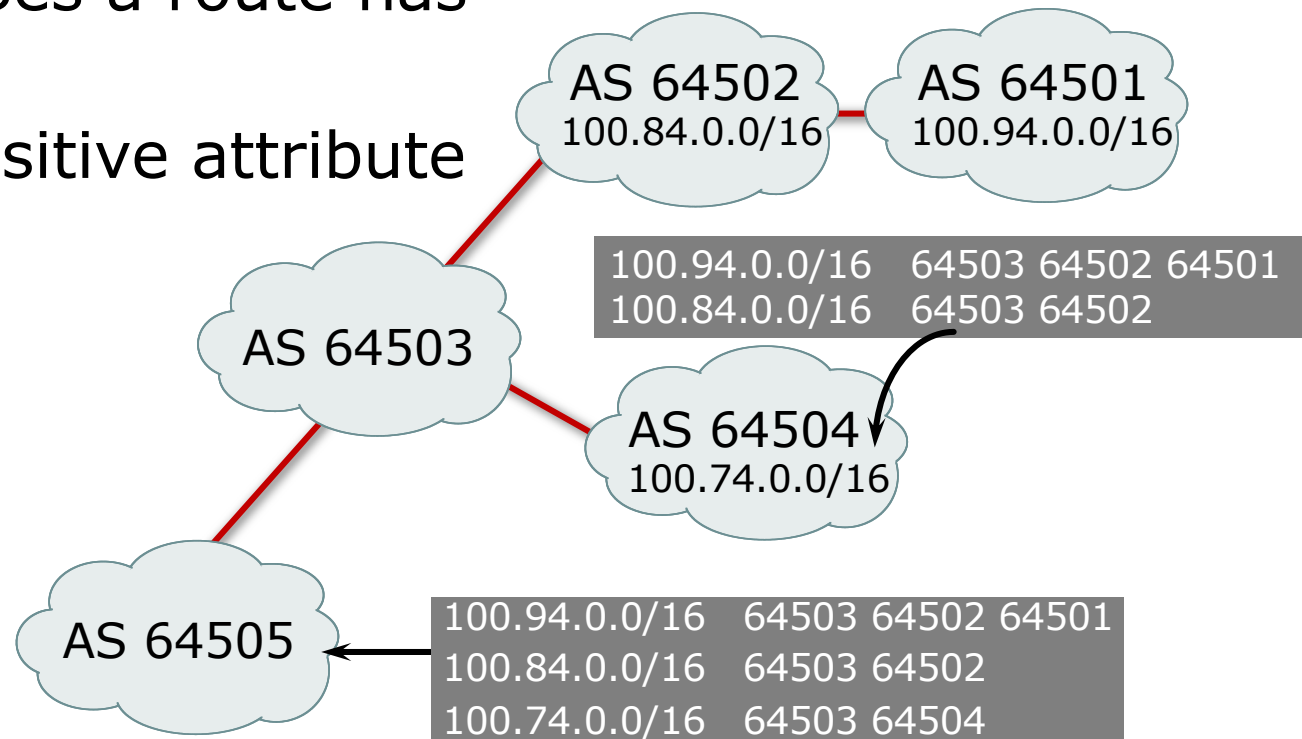 a route has
sitive attribute
AS 64502
100.84.0.0/16
AS 64501
100.94.0.0/16
100.94.0.0/16 64503 64502 64501
100.84.0.0/16 64503 64502
AS 64503
AS 64504
100.74.0.0/16
AS 64505
100.94.0.0/16 64503 64502 64501
100.84.0.0/16 64503 64502
100.74.0.0/16 64503 64504